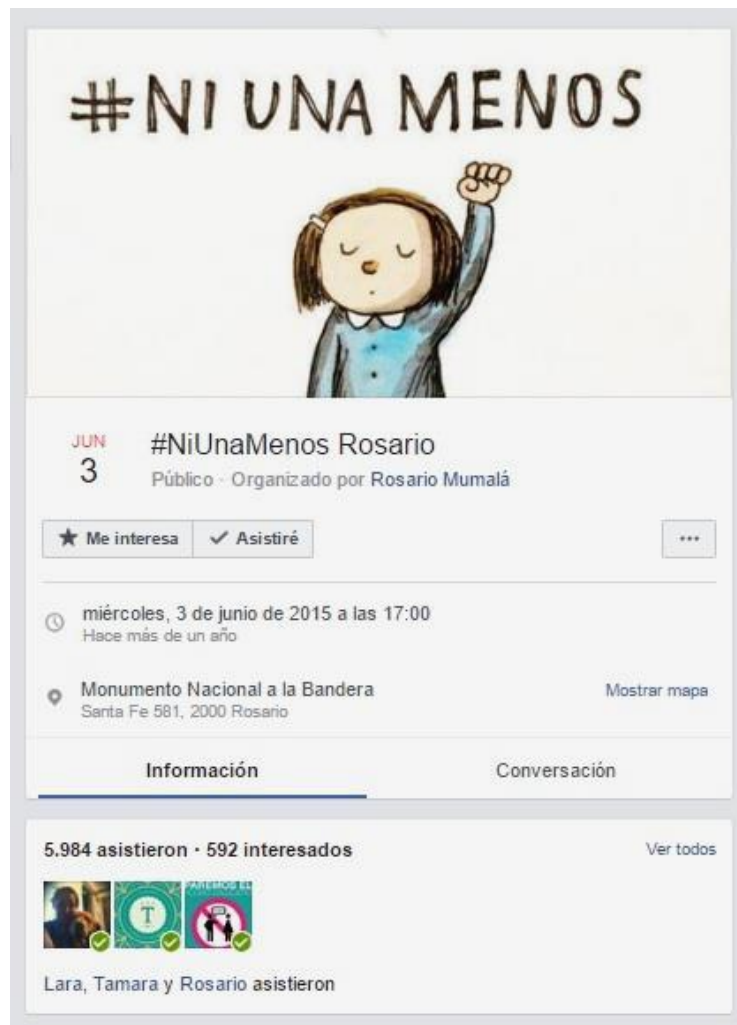 #NI UNA MENOS
JUN
3
#NiUnaMenos Rosario
Público · Organizado por Rosario Mumalá
Me interesa
Asistiré
miércoles, 3 de junio de 2015 a las 17:00
Hace más de un año
Monumento Nacional a la Bandera
Mostrar mapa
Santa Fe 581, 2000 Rosario
Información
Conversación
5.984 asistieron · 592 interesados
Ver todos
T
PAREMOS EL
Lara, Tamara y Rosario asistieron